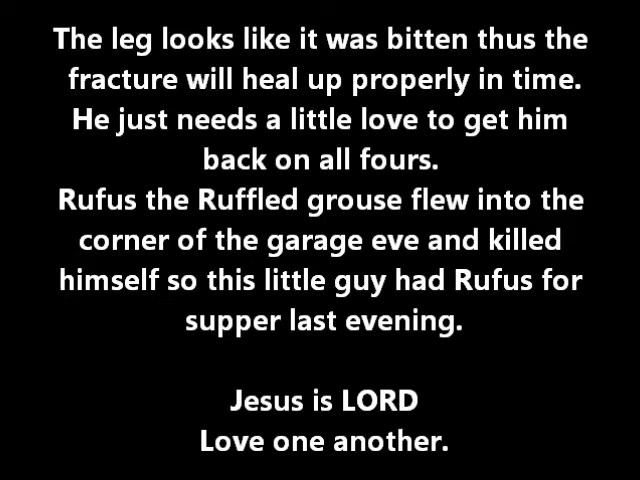 The leg looks like it was bitten thus the
fracture will heal up properly in time.
He just needs a little love to get him
back on all fours.
Rufus the Ruffled grouse flew into the
corner of the garage eve and killed
himself so this little guy had Rufus for
supper last evening.
Jesus is LORD
Love one another.